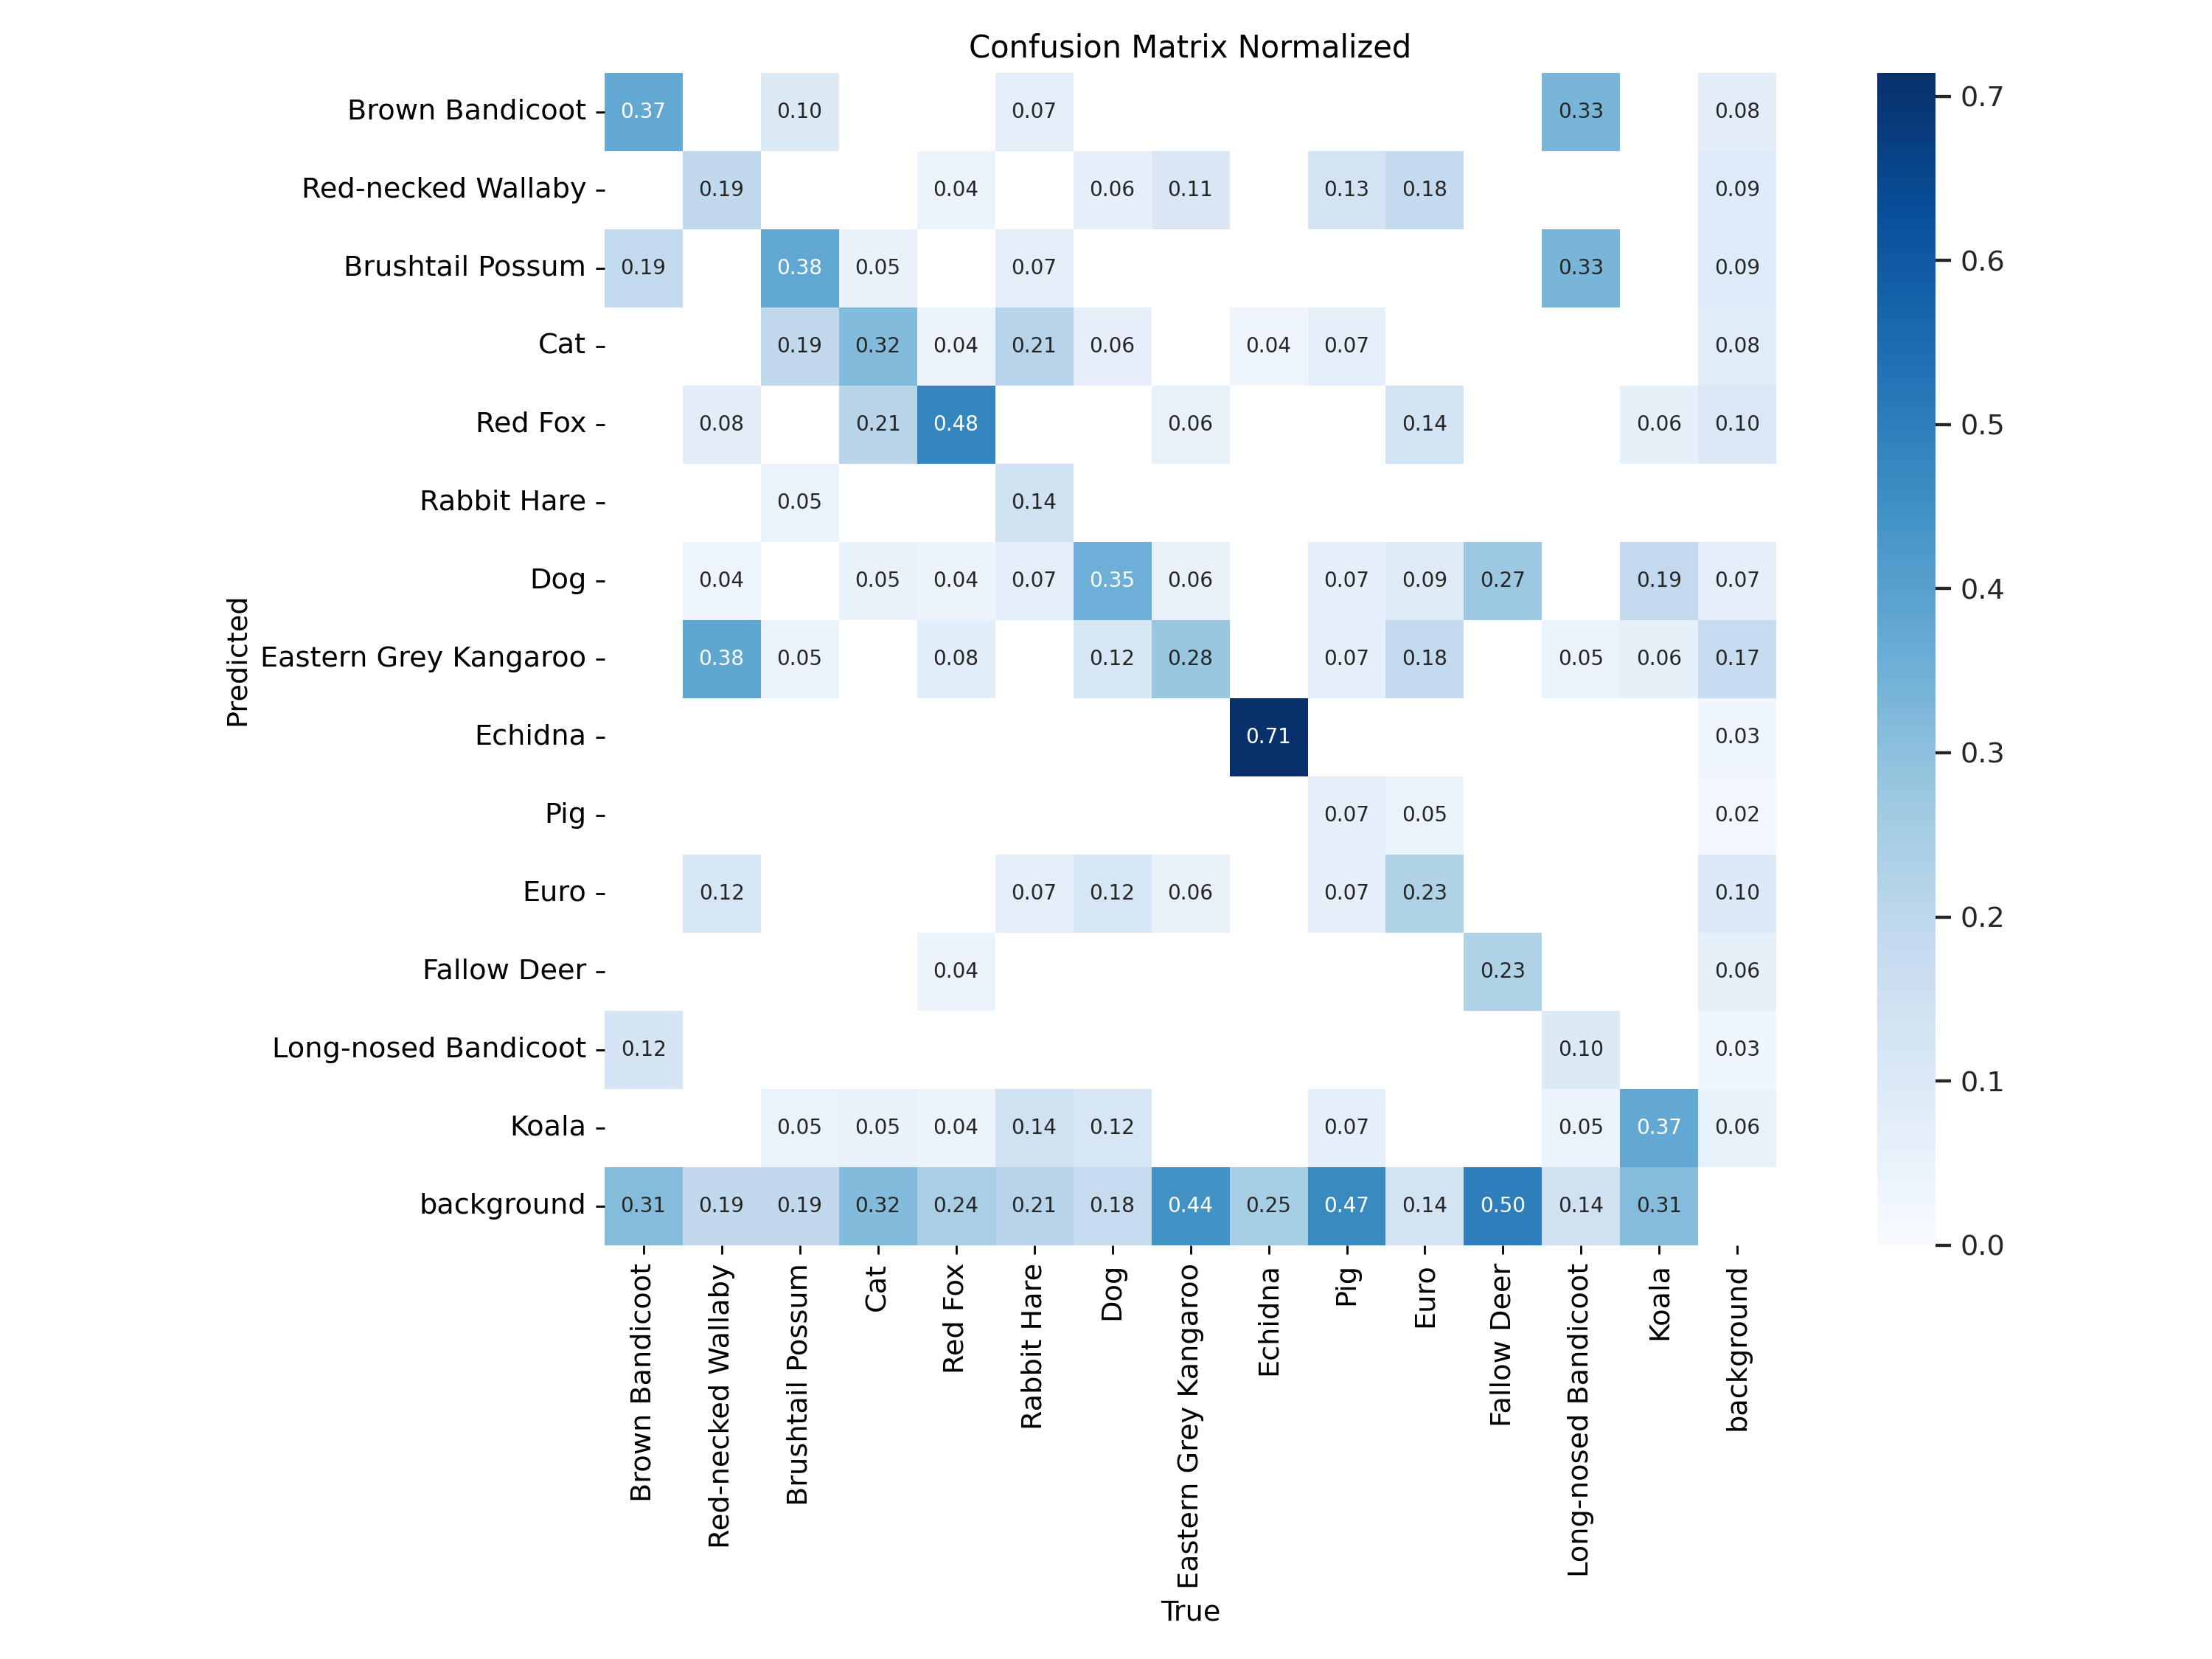 Confusion Matrix Normalized
Brown Bandicoot 0.37 0.10 0.07 0.33 0.08
Red-necked Wallaby 0.19 0.04 0.06 0.11 0.13 0.18 0.09
Brushtail Possum 0.19 0.38 0.05 0.07 0.33 0.09
Cat 0.19 0.32 0.04 0.21 0.06 0.04 0.07 0.08
Red Fox 0.08 0.21 0.48 0.06 0.14 0.06 0.10
Rabbit Hare 0.05 0.14
Dog 0.04 0.05 0.04 0.07 0.35 0.06 0.07 0.09 0.27 0.19 0.07
Eastern Grey Kangaroo 0.38 0.05 0.08 0.12 0.28 0.07 0.18 0.05 0.06 0.17
Echidna 0.71 0.03
Pig 0.07 0.05 0.02
Euro 0.12 0.07 0.12 0.06 0.07 0.23 0.10
Fallow Deer 0.04 0.23 0.06
Long-nosed Bandicoot 0.12 0.10 0.03
Koala 0.05 0.05 0.04 0.14 0.12 0.07 0.05 0.37 0.06
background 0.31 0.19 0.19 0.32 0.24 0.21 0.18 0.44 0.25 0.47 0.14 0.50 0.14 0.31
Predicted
Brown Bandicoot
Red-necked Wallaby
Brushtail Possum
Cat
Red Fox
Rabbit Hare
Dog
Eastern Grey Kangaroo
Echidna
Pig
Euro
Fallow Deer
Long-nosed Bandicoot
Koala
background
True
0.7
0.6
0.5
0.4
0.3
0.2
0.1
0.0